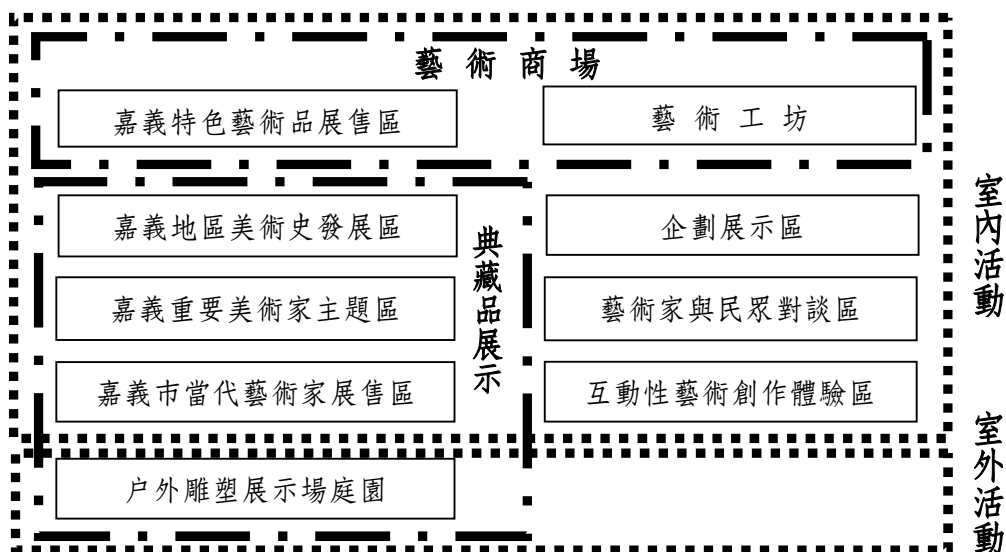 藝術商場
嘉義特色藝術品展售區
藝術工坊
嘉義地區美術史發展區
企劃展示區
嘉義重要美術家主題區
藝術家與民眾對談區
嘉義市當代藝術家展售區
互動性藝術創作體驗區
典藏品展示
戶外雕塑展示場庭園
室內活動
室外活動